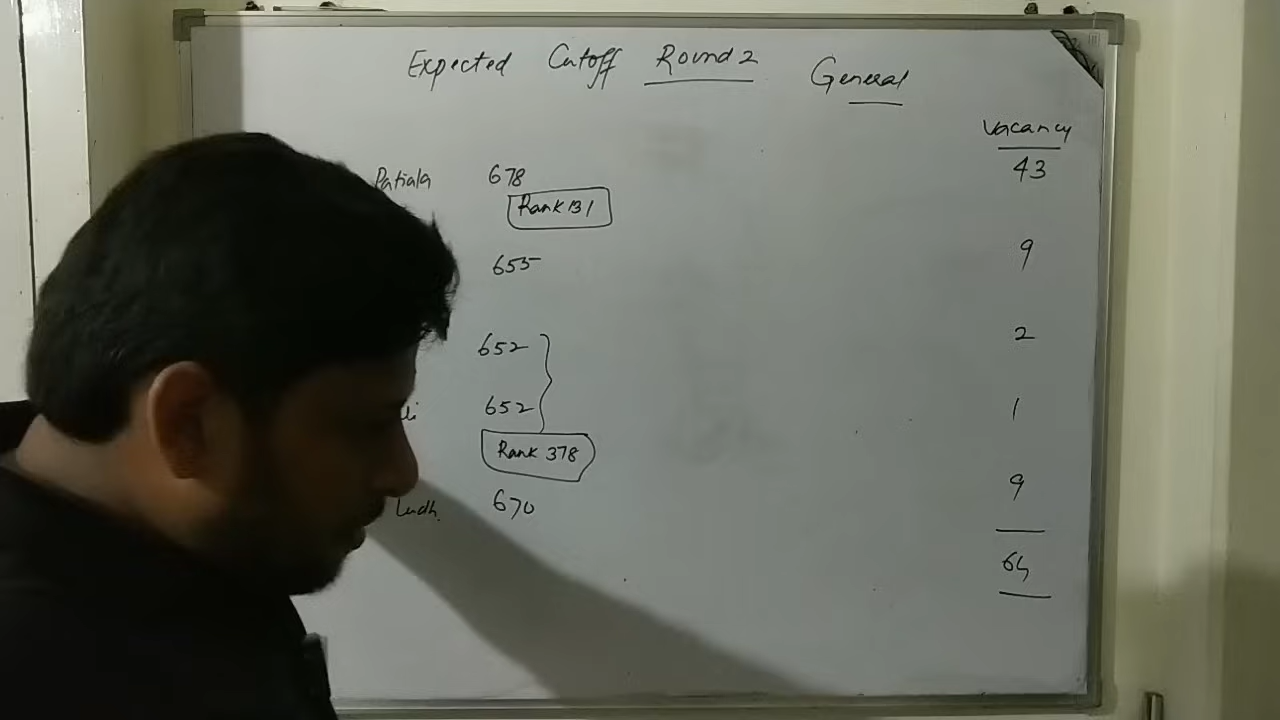 Expected Cutoff Round 2 General
Vacancy
Patiala 678 43
Rank 131
655 9
652 2
652 1
Rank 378
Ludh. 670 9
64